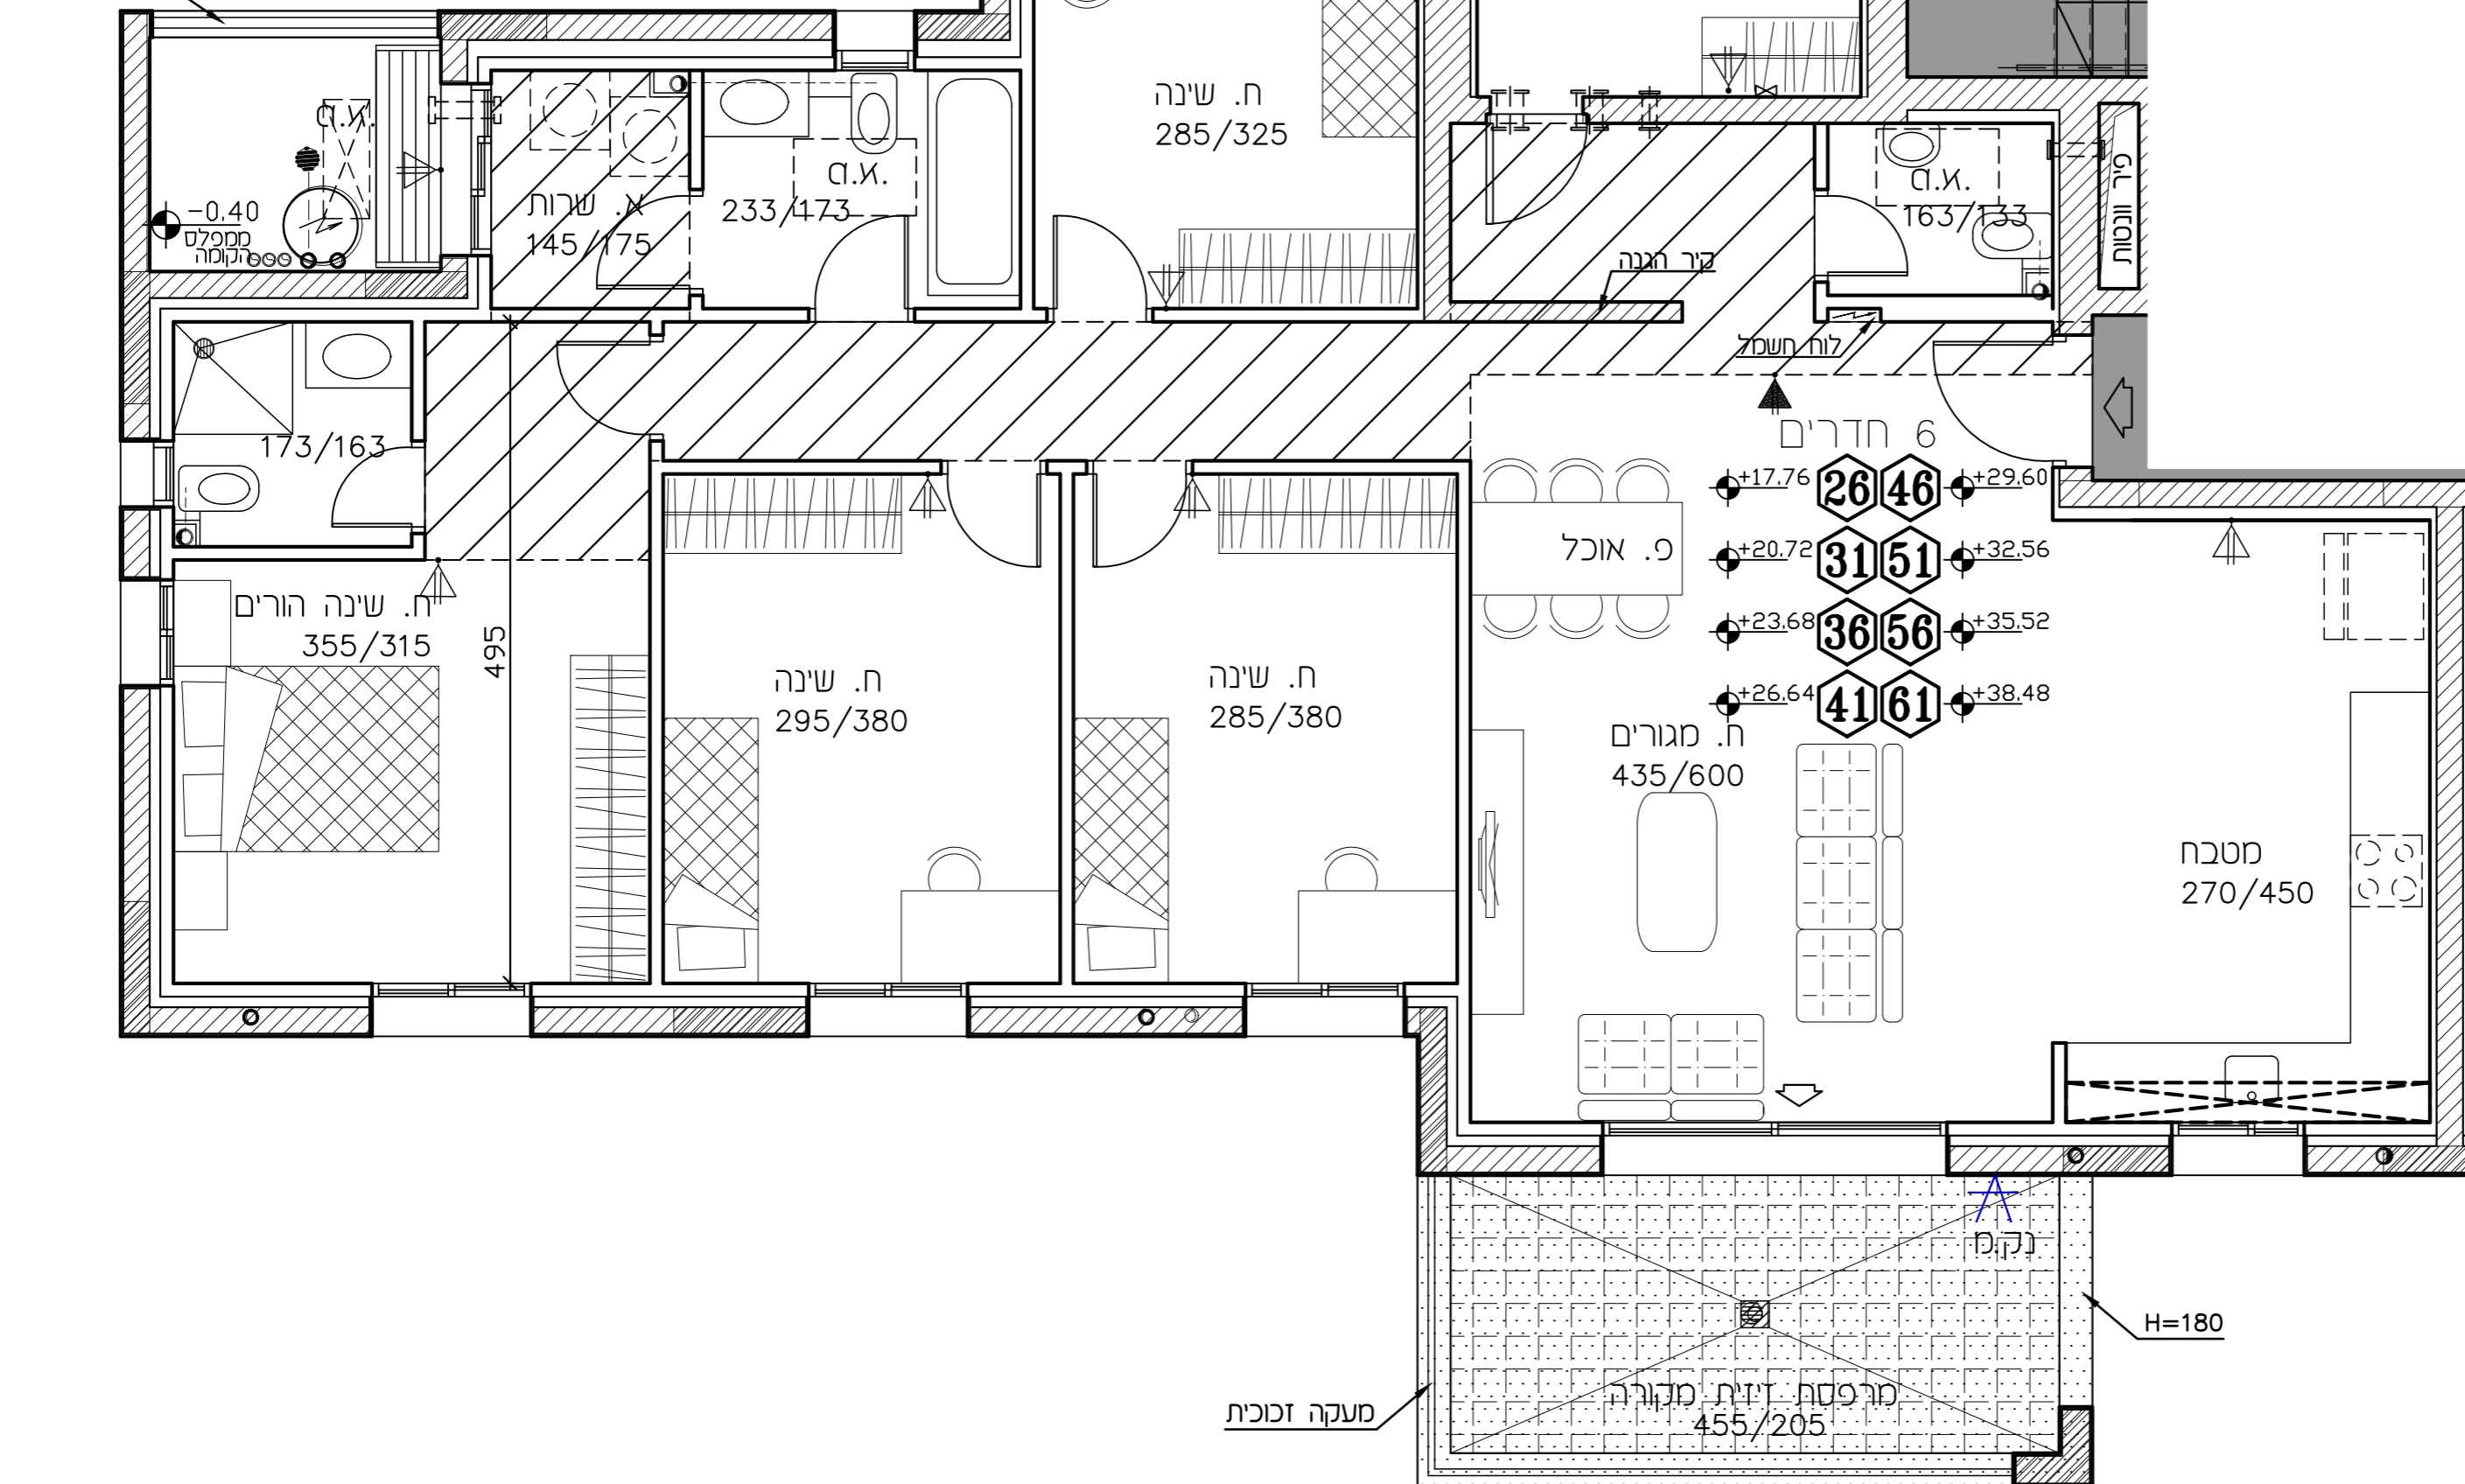 ח. שינה
285/325
א.מ.
-0.40
ממפלס
הקומה
א. שרות
145/175
א.מ.
233/173
קיר הגנה
א.מ.
163/133
פיר וונטות
לוח חשמל
173/163
6 חדרים
+17.76 26 46 +29.60
+20.72 31 51 +32.56
+23.68 36 56 +35.52
+26.64 41 61 +38.48
פ. אוכל
ח. שינה הורים
355/315
495
ח. שינה
295/380
ח. שינה
285/380
ח. מגורים
435/600
מטבח
270/450
נק.מ
H=180
מרפסת זיזית מקורה
455/205
מעקה זכוכית